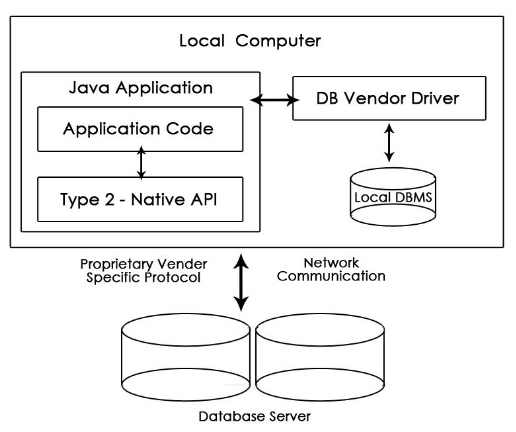 Local Computer
Java Application
DB Vendor Driver
Application Code
Type 2 - Native API
Local DBMS
Proprietary Vender
Specific Protocol
Network
Communication
Database Server